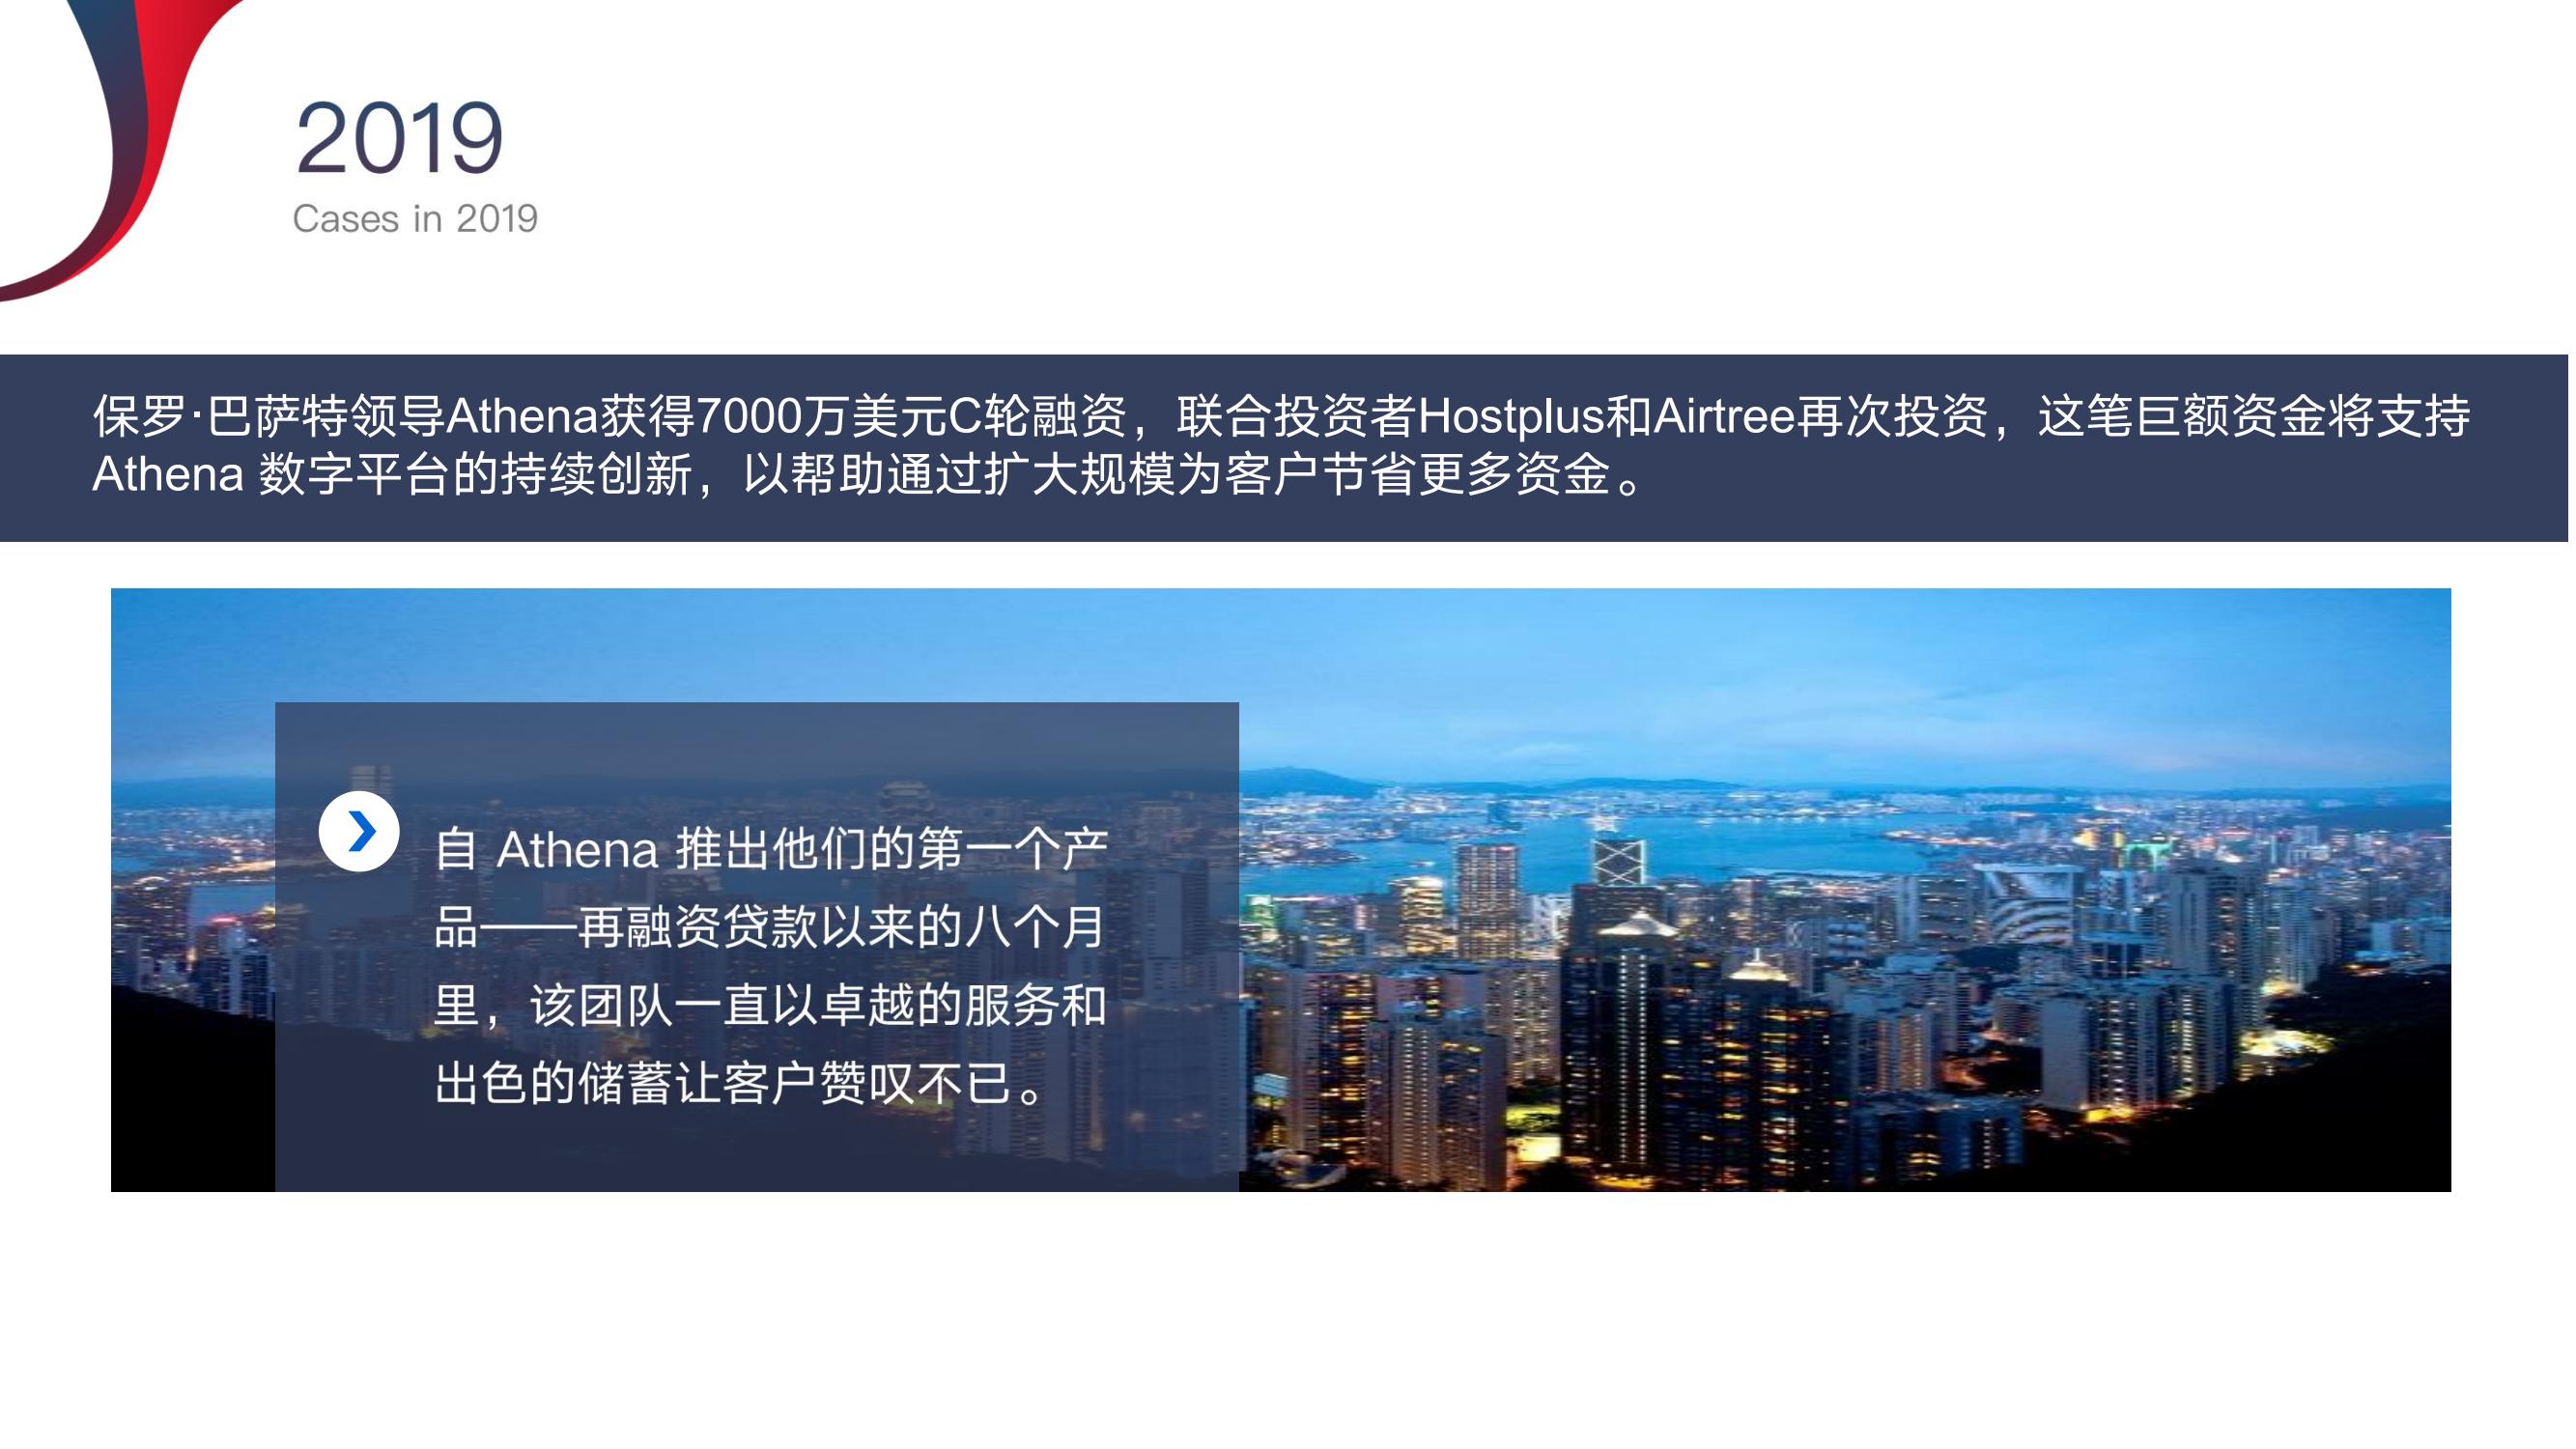 2019
Cases in 2019
保罗·巴萨特领导Athena获得7000万美元C轮融资，联合投资者Hostplus和Airtree再次投资，这笔巨额资金将支持
Athena 数字平台的持续创新，以帮助通过扩大规模为客户节省更多资金。
自 Athena 推出他们的第一个产
品——再融资贷款以来的八个月
里，该团队一直以卓越的服务和
出色的储蓄让客户赞叹不已。